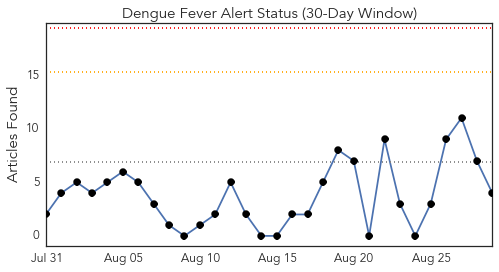 Dengue Fever Alert Status (30-Day Window)
Articles Found
15
10
5
0
Jul 31
Aug 05
Aug 10
Aug 15
Aug 20
Aug 25